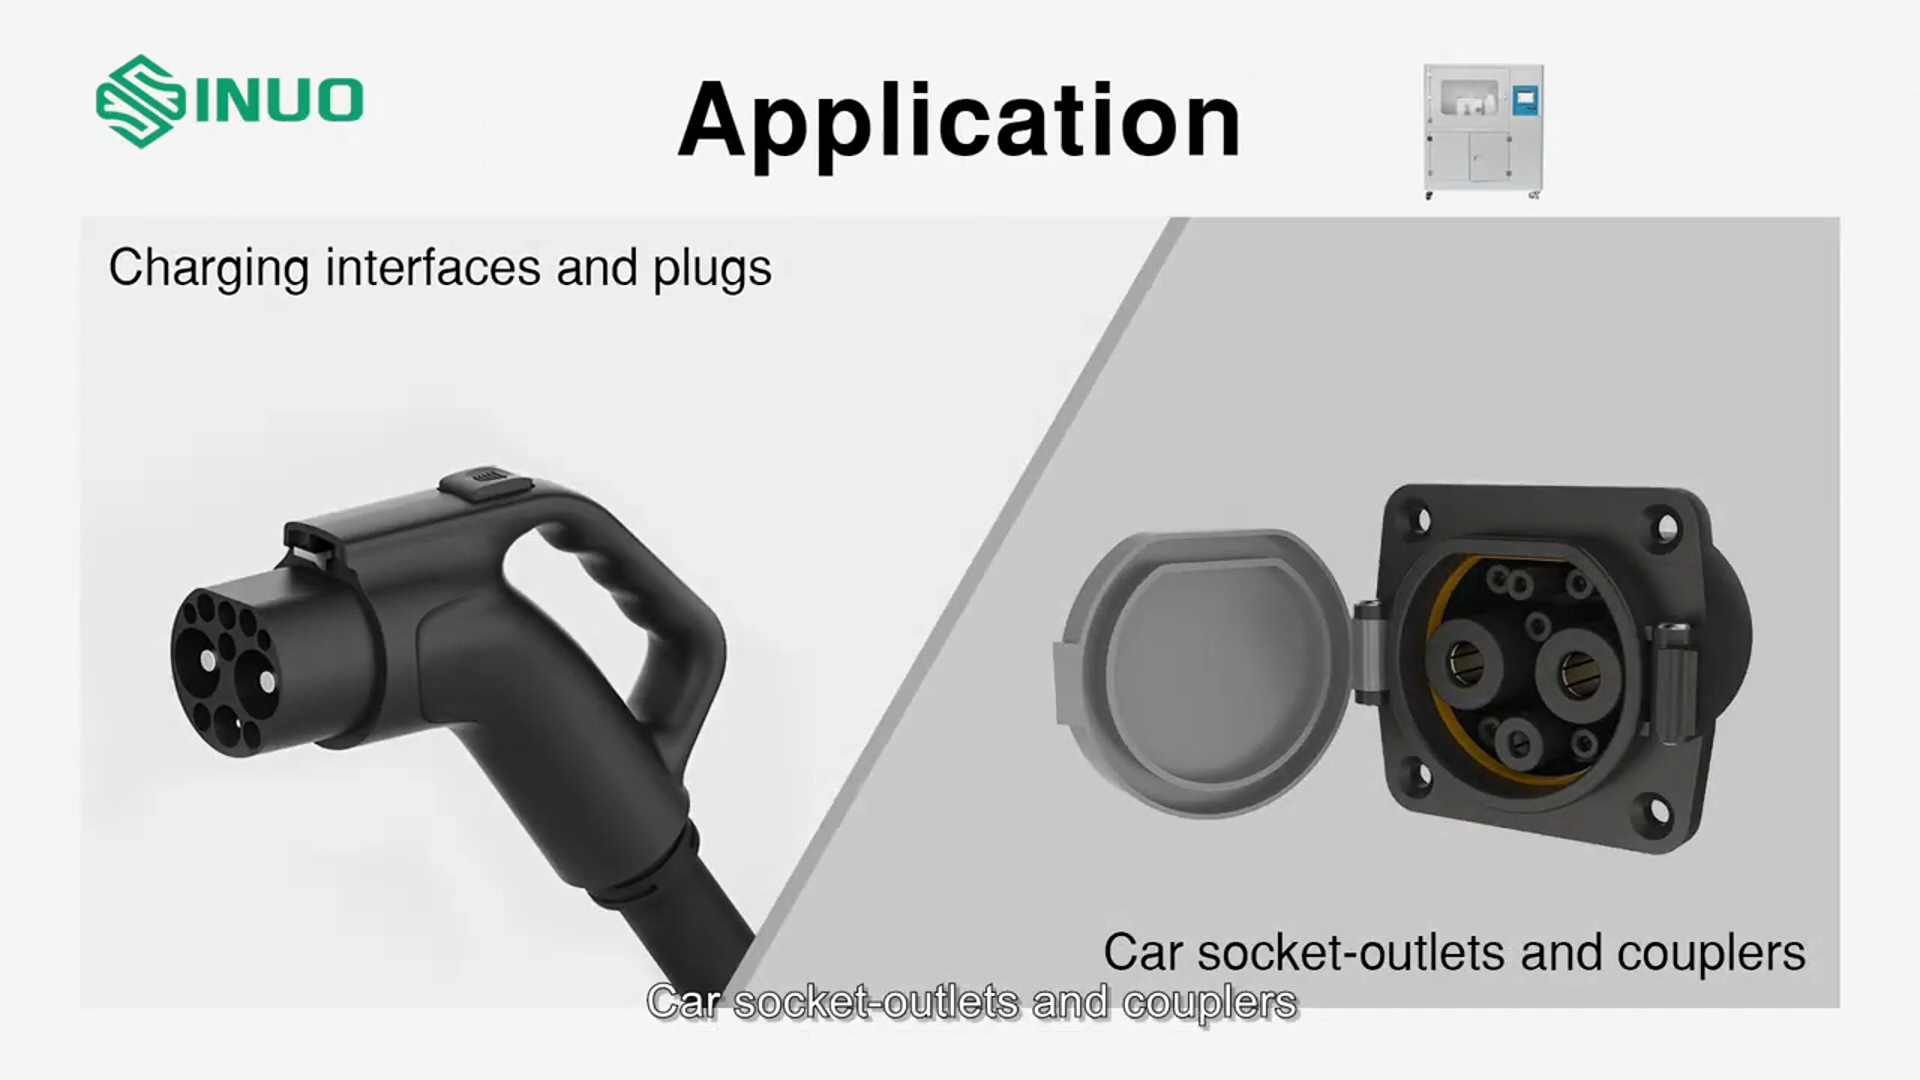 SINUO
Application
Charging interfaces and plugs
Car socket-outlets and couplers
Car socket-outlets and couplers